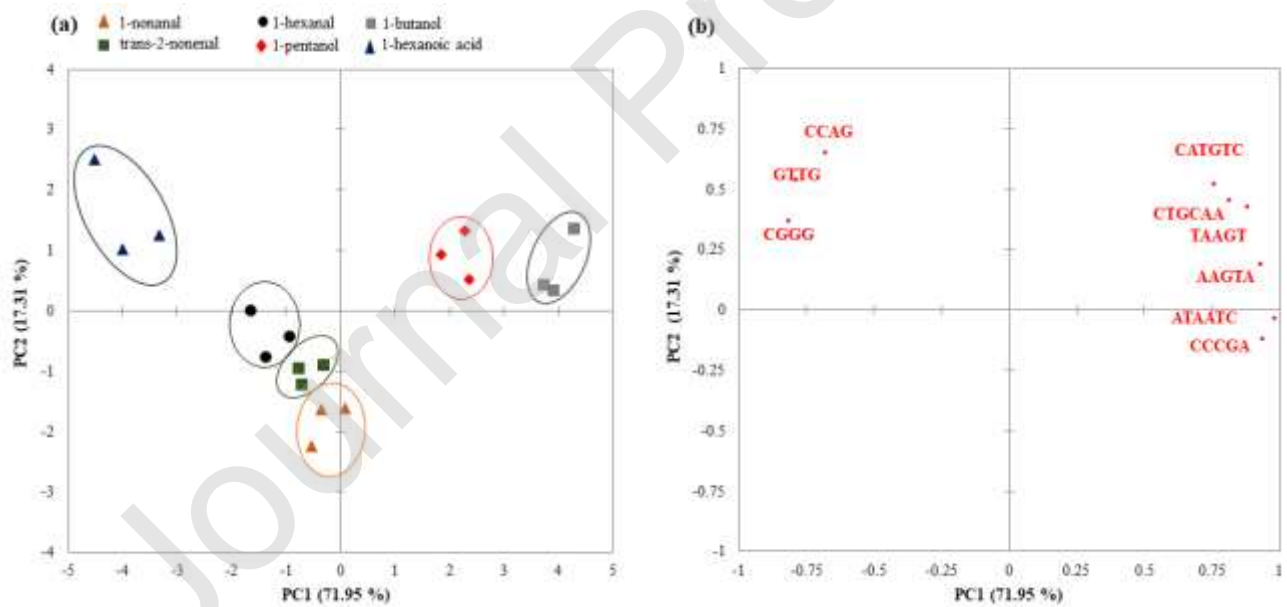 (a)
1-nonanal
1-hexanal
1-butanol
trans-2-nonenal
1-pentanol
1-hexanoic acid
4
3
2
1
0
-1
-2
-3
-4
-5 -4 -3 -2 -1 0 1 2 3 4 5
PC2 (17.31 %)
PC1 (71.95 %)
(b)
1
0.75
0.5
0.25
0
-0.25
-0.5
-0.75
-1
-1 -0.75 -0.5 -0.25 0 0.25 0.5 0.75 1
PC2 (17.31 %)
PC1 (71.95 %)
CCAG
GTTG
CGGG
CATGTC
CTGCAA
TAAGT
AAGTA
ATAATC
CCCGA
Journal Pr